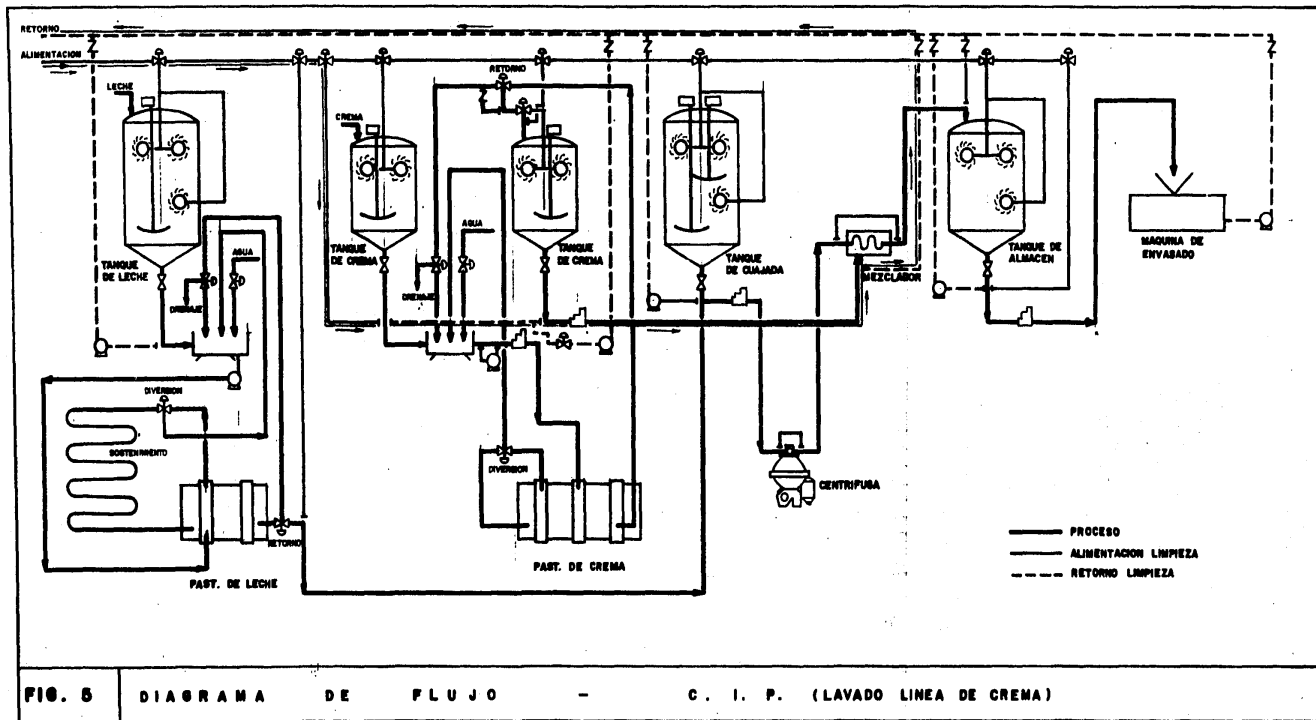 RETORNO
ALIMENTACION
LECHE
RETORNO
CREMA
AGUA
AGUA
TANQUE DE LECHE
DRENAJE
TANQUE DE CREMA
DRENAJE
TANQUE DE CREMA
TANQUE DE CUAJADA
MEZCLADOR
TANQUE DE ALMACEN
MAQUINA DE ENVASADO
DIVERSION
SOSTENIMIENTO
DIVERSION
CENTRIFUGA
RETORNO
PAST. DE LECHE
PAST. DE CREMA
PROCESO
ALIMENTACION LIMPIEZA
RETORNO LIMPIEZA
FIG. 5
DIAGRAMA DE FLUJO - C. I. P. (LAVADO LINEA DE CREMA)